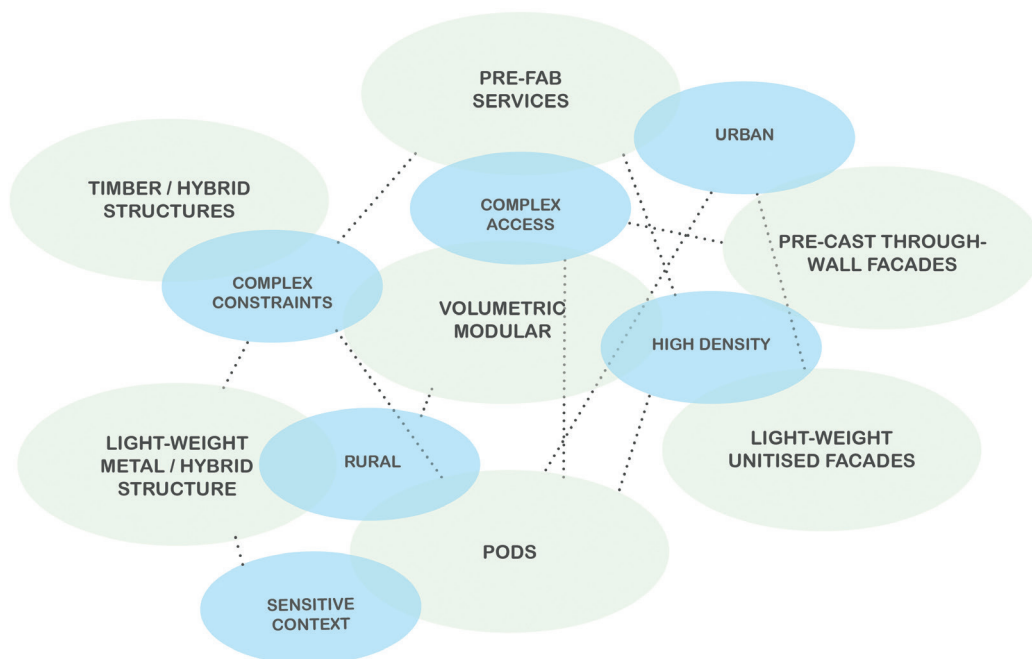 PRE-FAB
SERVICES
URBAN
TIMBER / HYBRID
STRUCTURES
COMPLEX
ACCESS
PRE-CAST THROUGH-
WALL FACADES
COMPLEX
CONSTRAINTS
VOLUMETRIC
MODULAR
HIGH DENSITY
LIGHT-WEIGHT
METAL / HYBRID
STRUCTURE
RURAL
LIGHT-WEIGHT
UNITISED FACADES
PODS
SENSITIVE
CONTEXT